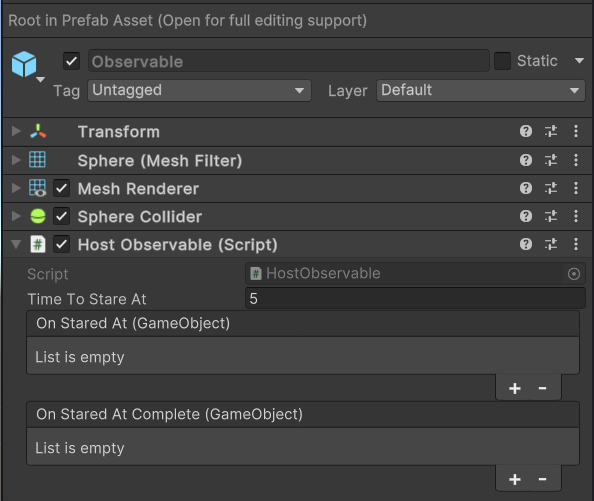 Root in Prefab Asset (Open for full editing support)
Observable
Static
Tag Untagged Layer Default
Transform
Sphere (Mesh Filter)
Mesh Renderer
Sphere Collider
# Host Observable (Script)
Script # HostObservable
Time To Stare At 5
On Stared At (GameObject)
List is empty
+ -
On Stared At Complete (GameObject)
List is empty
+ -